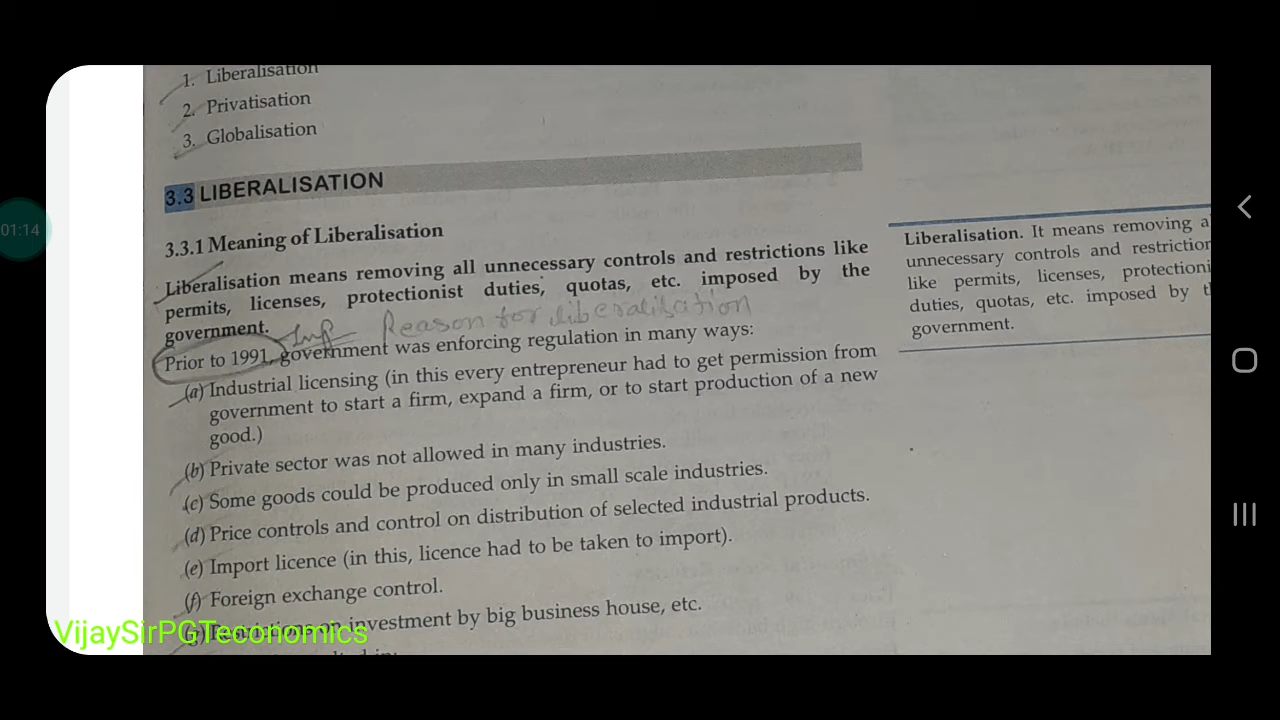 1. Liberalisation
2. Privatisation
3. Globalisation
3.3 LIBERALISATION
3.3.1 Meaning of Liberalisation
Liberalisation means removing all unnecessary controls and restrictions like
permits, licenses, protectionist duties, quotas, etc. imposed by the
government.
Imp Reason for liberalisation
Prior to 1991, government was enforcing regulation in many ways:
(a) Industrial licensing (in this every entrepreneur had to get permission from
government to start a firm, expand a firm, or to start production of a new
good.)
(b) Private sector was not allowed in many industries.
(c) Some goods could be produced only in small scale industries.
(d) Price controls and control on distribution of selected industrial products.
(e) Import licence (in this, licence had to be taken to import).
(f) Foreign exchange control.
investment by big business house, etc.
Liberalisation. It means removing
unnecessary controls and
like permits, licenses,
duties, quotas, etc. imposed by
government.
01:14
VijaySirPGTeconomics